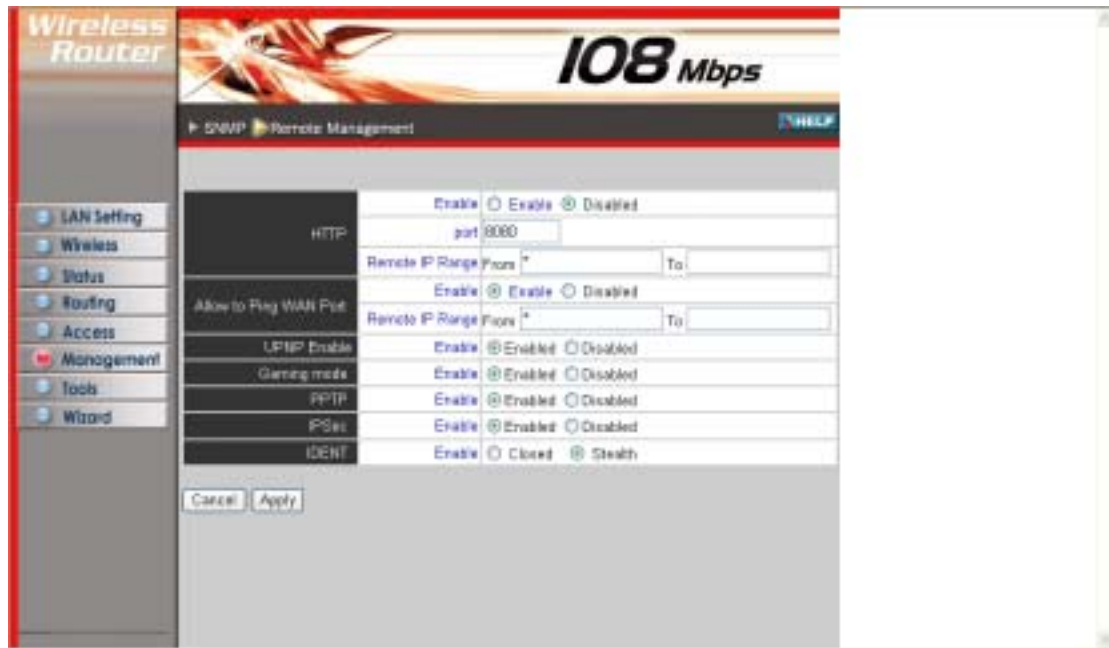 Wireless
Router
108 Mbps
SNMP Remote Management
HELP
LAN Setting
Wireless
Status
Routing
Access
Management
Tools
Wizard
HTTP
Enable Enable Disabled
port 8080
Remote IP Range From * To
Allow to Ping WAN Port
Enable Enable Disabled
Remote IP Range From * To
UPNP Enable Enable Enabled Disabled
Gaming mode Enable Enabled Disabled
PPTP Enable Enabled Disabled
IPSec Enable Enabled Disabled
IDENT Enable Closed Stealth
Cancel Apply